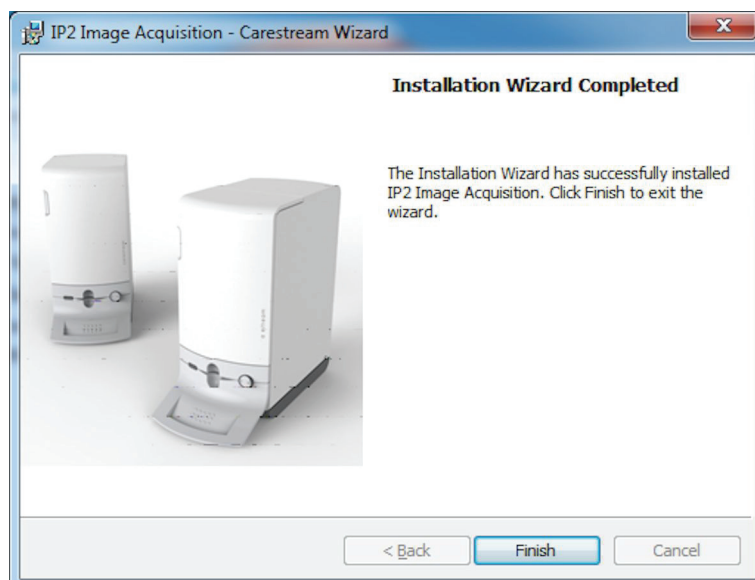 IP2 Image Acquisition - Carestream Wizard
Installation Wizard Completed
The Installation Wizard has successfully installed
IP2 Image Acquisition. Click Finish to exit the
wizard.
< Back
Finish
Cancel